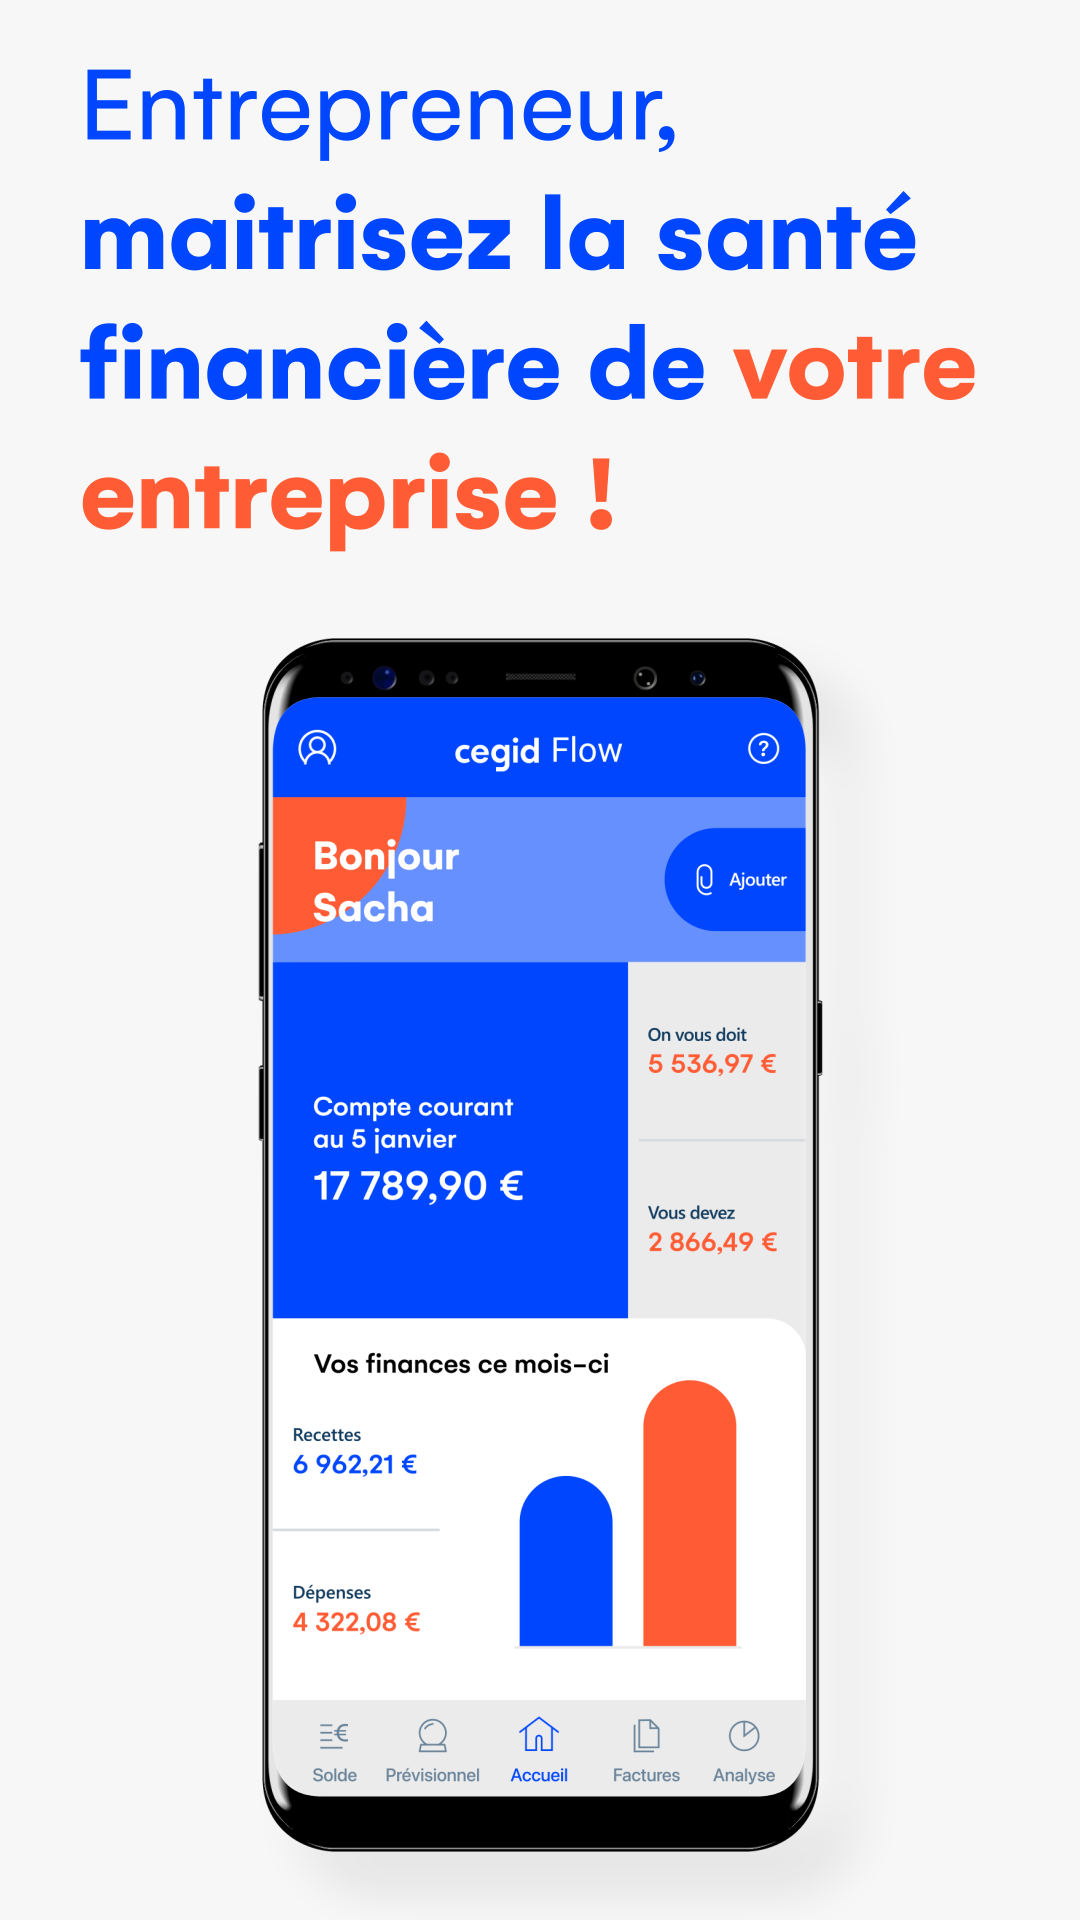 Entrepreneur,
maitrisez la santé
financière de votre
entreprise !
cegid Flow
?
Bonjour
Sacha
Ajouter
On vous doit
5 536,97 €
Compte courant
au 5 janvier
17 789,90 €
Vous devez
2 866,49 €
Vos finances ce mois-ci
Recettes
6 962,21 €
Dépenses
4 322,08 €
€
Solde Prévisionnel Accueil Factures Analyse